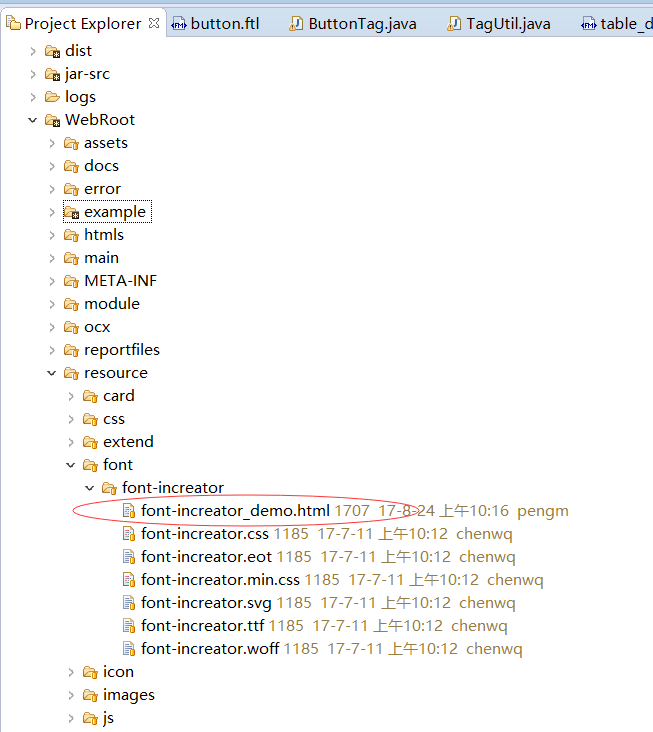 Project Explorer button.ftl ButtonTag.java TagUtil.java table_d
dist
jar-src
logs
WebRoot
assets
docs
error
example
htmls
main
META-INF
module
ocx
reportfiles
resource
card
css
extend
font
font-increator
font-increator_demo.html 1707 17-8-24 上午10:16 pengm
font-increator.css 1185 17-7-11 上午10:12 chenwq
font-increator.eot 1185 17-7-11 上午10:12 chenwq
font-increator.min.css 1185 17-7-11 上午10:12 chenwq
font-increator.svg 1185 17-7-11 上午10:12 chenwq
font-increator.ttf 1185 17-7-11 上午10:12 chenwq
font-increator.woff 1185 17-7-11 上午10:12 chenwq
icon
images
js